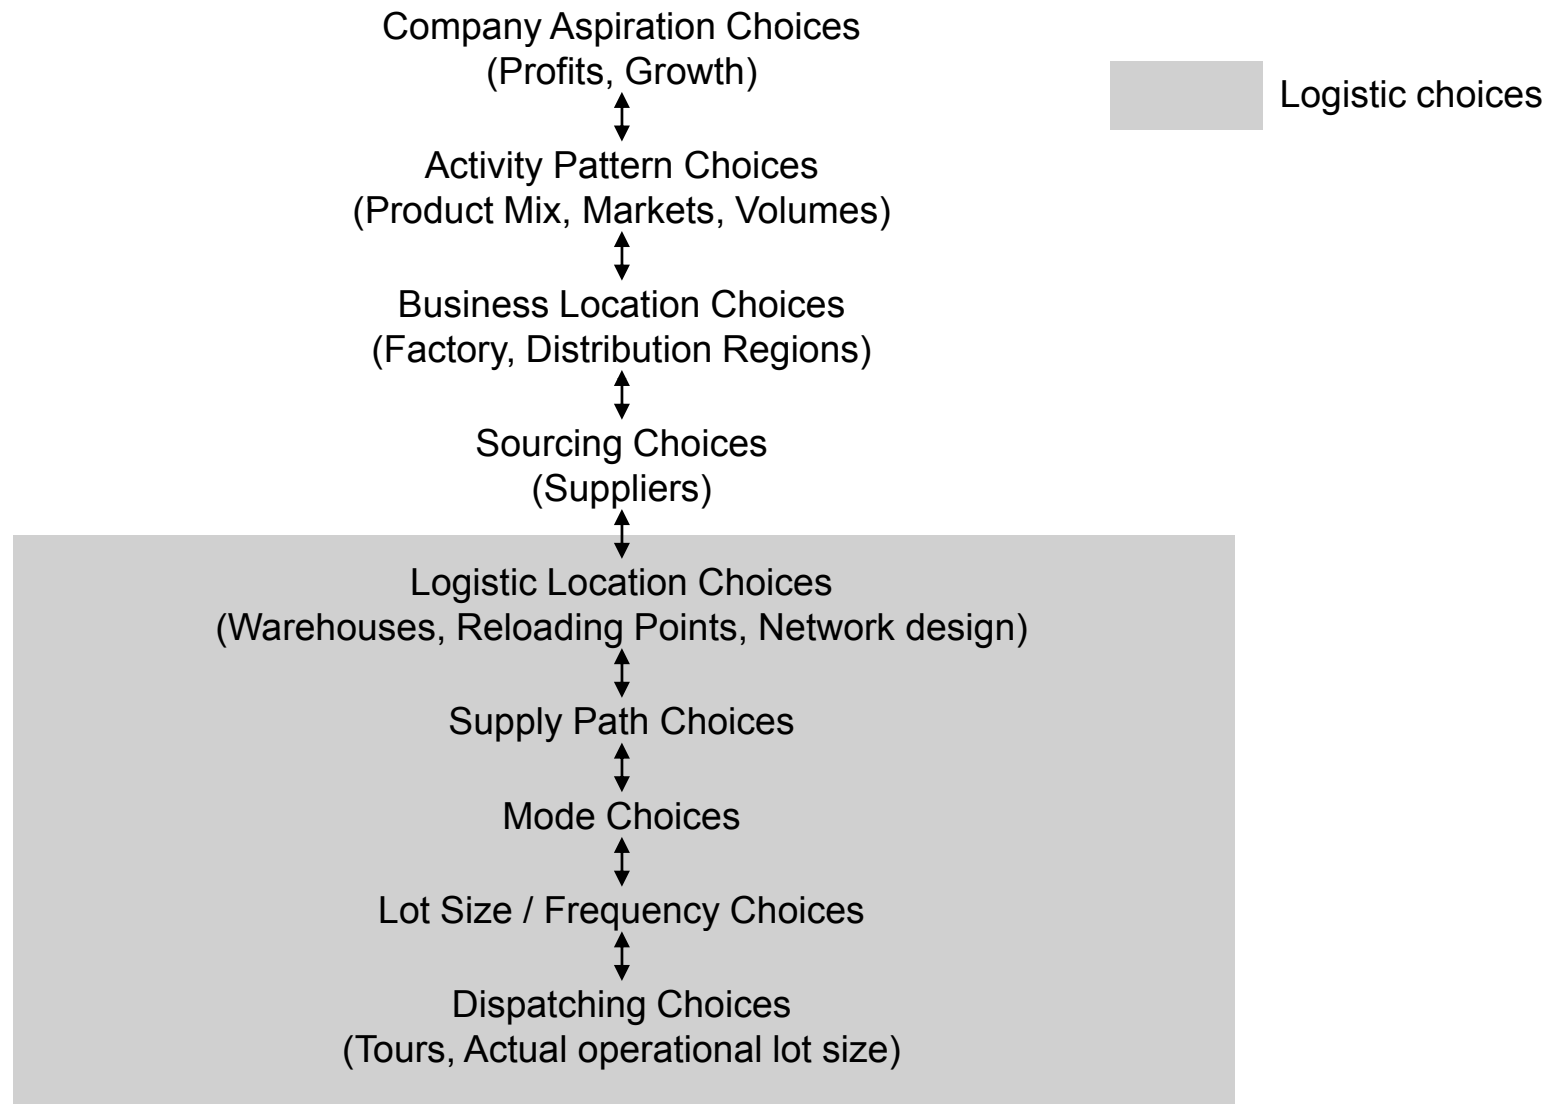 Company Aspiration Choices
(Profits, Growth)
Logistic choices
Activity Pattern Choices
(Product Mix, Markets, Volumes)
Business Location Choices
(Factory, Distribution Regions)
Sourcing Choices
(Suppliers)
Logistic Location Choices
(Warehouses, Reloading Points, Network design)
Supply Path Choices
Mode Choices
Lot Size / Frequency Choices
Dispatching Choices
(Tours, Actual operational lot size)